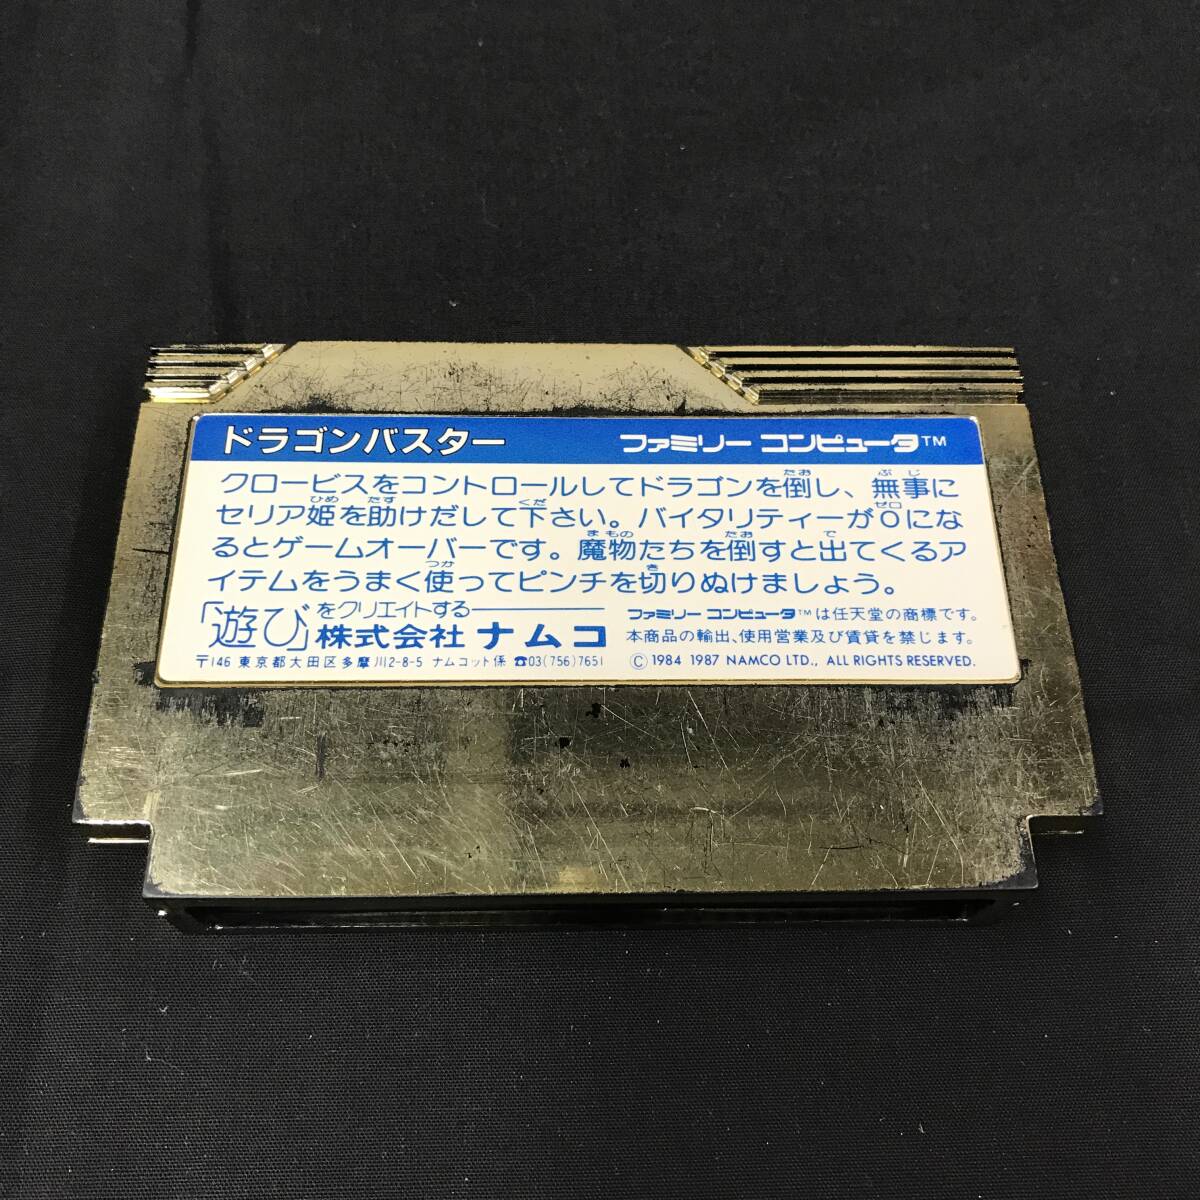 ドラゴンバスター ファミリー コンピュータ™
クロービスをコントロールしてドラゴンを倒し、無事に
セリア姫を助けだして下さい。バイタリティーが0にな
るとゲームオーバーです。魔物たちを倒すと出てくるア
イテムをうまく使ってピンチを切りぬけましょう。
「遊び」をクリエイトする
株式会社 ナムコ
〒146 東京都大田区多摩川2-8-5 ナムコット係 ☎03(756)7651
ファミリー コンピュータ™は任天堂の商標です。
本商品の輸出、使用営業及び賃貸を禁じます。
© 1984 1987 NAMCO LTD., ALL RIGHTS RESERVED.